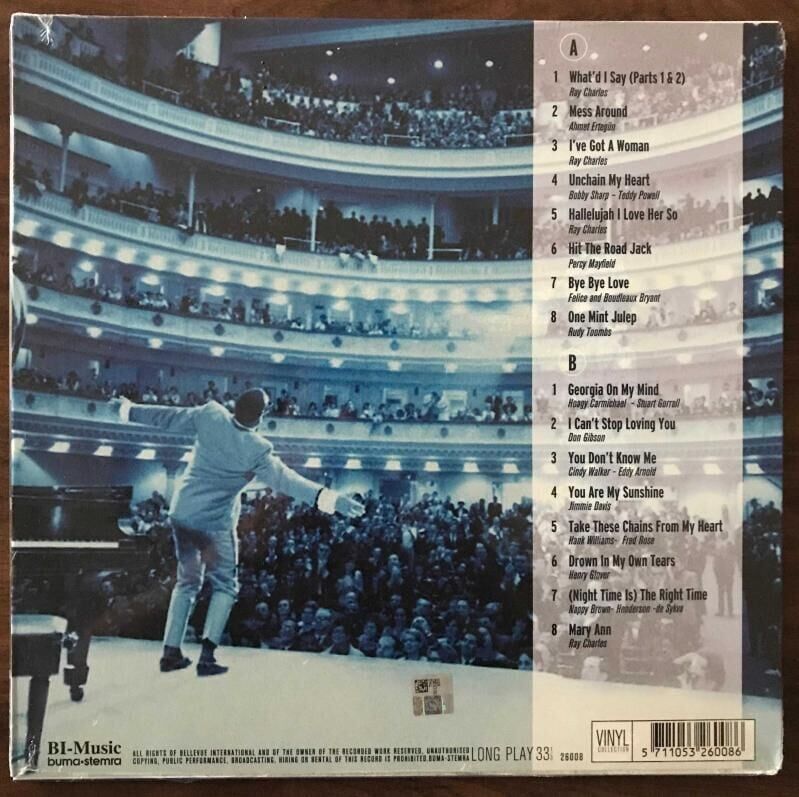 A
1 What'd I Say (Parts 1 & 2)
Ray Charles
2 Mess Around
Ahmet Ertegün
3 I've Got A Woman
Ray Charles
4 Unchain My Heart
Bobby Sharp - Teddy Powell
5 Hallelujah I Love Her So
Ray Charles
6 Hit The Road Jack
Percy Mayfield
7 Bye Bye Love
Felice and Boudleaux Bryant
8 One Mint Julep
Rudy Toombs
B
1 Georgia On My Mind
Hoagy Carmichael - Stuart Gorrell
2 I Can't Stop Loving You
Don Gibson
3 You Don't Know Me
Cindy Walker - Eddy Arnold
4 You Are My Sunshine
Jimmie Davis
5 Take These Chains From My Heart
Hank Williams- Fred Rose
6 Drown In My Own Tears
Henry Glover
7 (Night Time Is) The Right Time
Nappy Brown- Henderson -de Sykva
8 Mary Ann
Ray Charles
BI-Music
buma•stemra
ALL RIGHTS OF BELLEVUE INTERNATIONAL AND OF THE OWNER OF THE RECORDED WORK RESERVED. UNAUTHORISED
COPYING, PUBLIC PERFORMANCE, BROADCASTING, HIRING OR RENTAL OF THIS RECORD IS PROHIBITED.BUMA-STEMRA
LONG PLAY 33 26008
VINYL
COLLECTION
5 711053 260086